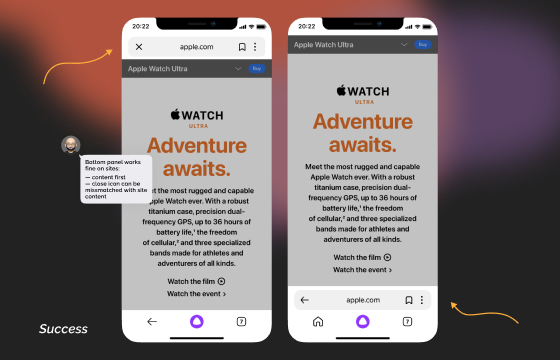 20:22
apple.com
Apple Watch Ultra
Buy
WATCH
ULTRA
Adventure
awaits.
et the most rugged and capable
Apple Watch ever. With a robust
titanium case, precision dual-
frequency GPS, up to 36 hours of
battery life,¹ the freedom
of cellular,² and three specialized
bands made for athletes and
adventurers of all kinds.
Watch the film
Watch the event ›
7
Bottom panel works
fine on sites:
— content first
— close icon can be
mismatched with site
content
Success
20:22
Apple Watch Ultra
Buy
WATCH
ULTRA
Adventure
awaits.
Meet the most rugged and capable
Apple Watch ever. With a robust
titanium case, precision dual-
frequency GPS, up to 36 hours of
battery life,¹ the freedom
of cellular,² and three specialized
bands made for athletes and
adventurers of all kinds.
Watch the film
Watch the event ›
apple.com
7